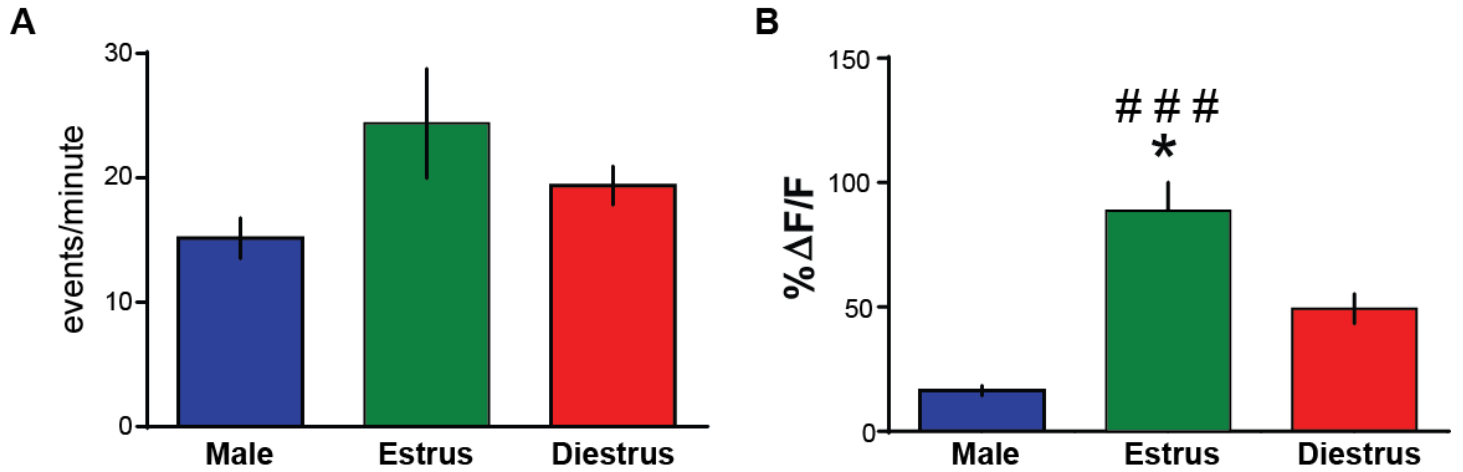 A
30
20
10
0
events/minute
Male Estrus Diestrus
B
150
100
50
0
%ΔF/F
# # #
*
Male Estrus Diestrus